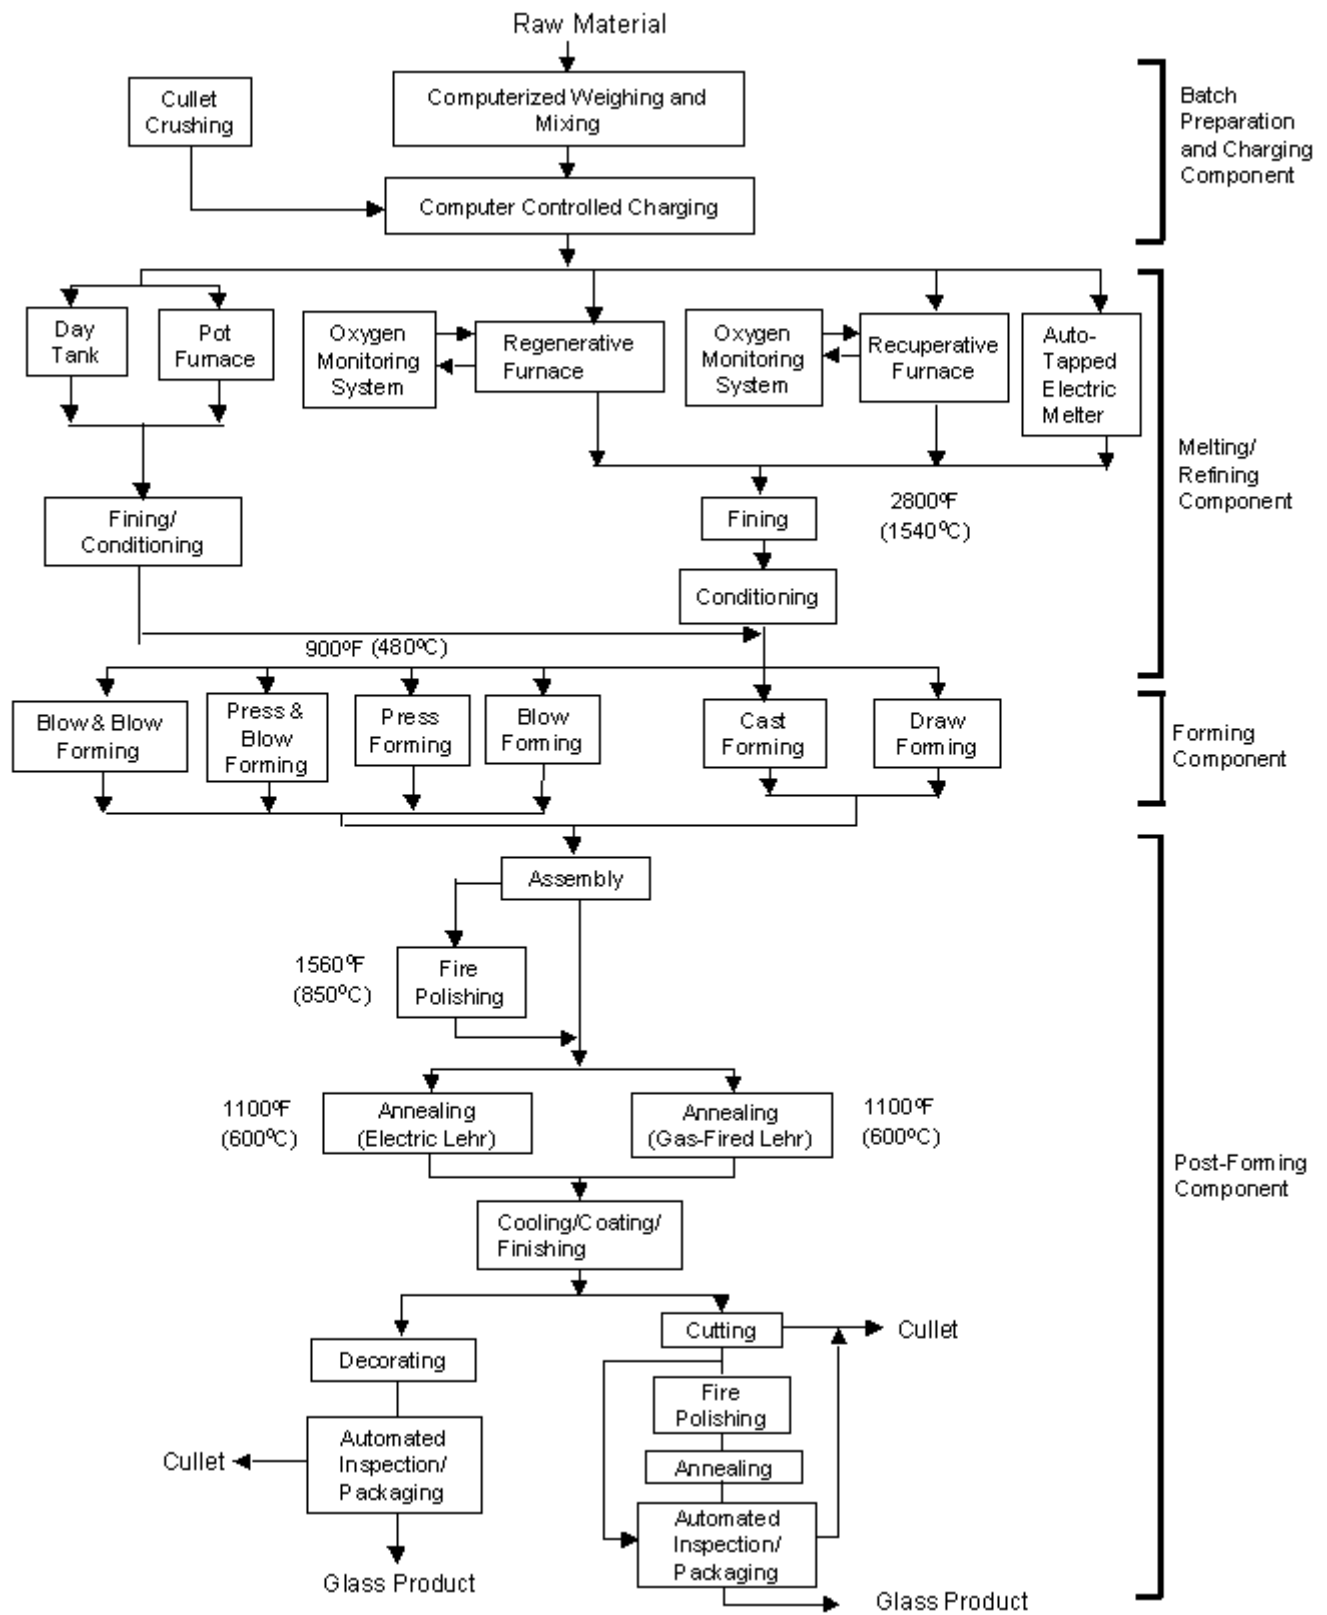 Raw Material
Cullet
Crushing
Computerized Weighing and
Mixing
Batch
Preparation
and Charging
Component
Computer Controlled Charging
Day
Tank
Pot
Furnace
Oxygen
Monitoring
System
Regenerative
Furnace
Oxygen
Monitoring
System
Recuperative
Furnace
Auto-
Tapped
Electric
Melter
Melting/
Refining
Component
Fining/
Conditioning
Fining
2800ºF
(1540ºC)
Conditioning
900ºF (480ºC)
Blow & Blow
Forming
Press &
Blow
Forming
Press
Forming
Blow
Forming
Cast
Forming
Draw
Forming
Forming
Component
Assembly
1560ºF
(850ºC)
Fire
Polishing
1100ºF
(600ºC)
Annealing
(Electric Lehr)
Annealing
(Gas-Fired Lehr)
1100ºF
(600ºC)
Post-Forming
Component
Cooling/Coating/
Finishing
Decorating
Cutting
Cullet
Fire
Polishing
Automated
Inspection/
Packaging
Cullet
Annealing
Automated
Inspection/
Packaging
Glass Product
Glass Product